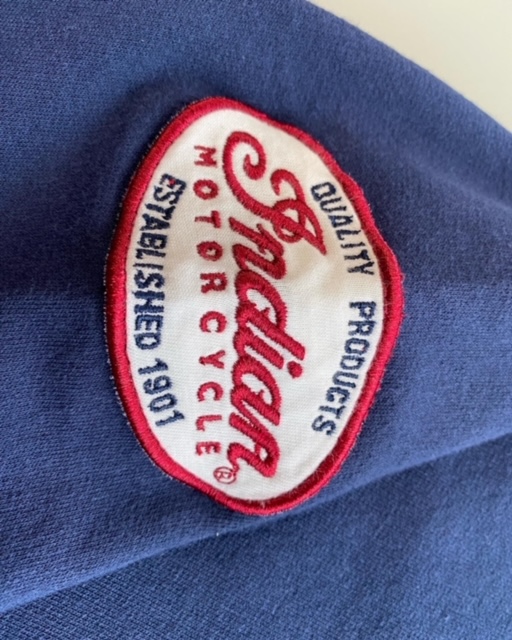 QUALITY PRODUCTS
Indian
MOTORCYCLE®
ESTABLISHED 1901